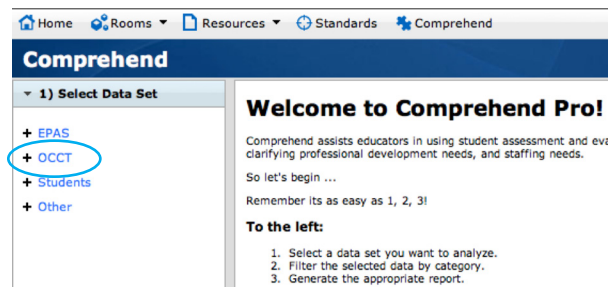 Home Rooms Resources Standards Comprehend
Comprehend
1) Select Data Set
+ EPAS
+ OCCT
+ Students
+ Other
Welcome to Comprehend Pro!
Comprehend assists educators in using student assessment and
clarifying professional development needs, and staffing needs.
So let's begin ...
Remember its as easy as 1, 2, 3!
To the left:
1. Select a data set you want to analyze.
2. Filter the selected data by category.
3. Generate the appropriate report.